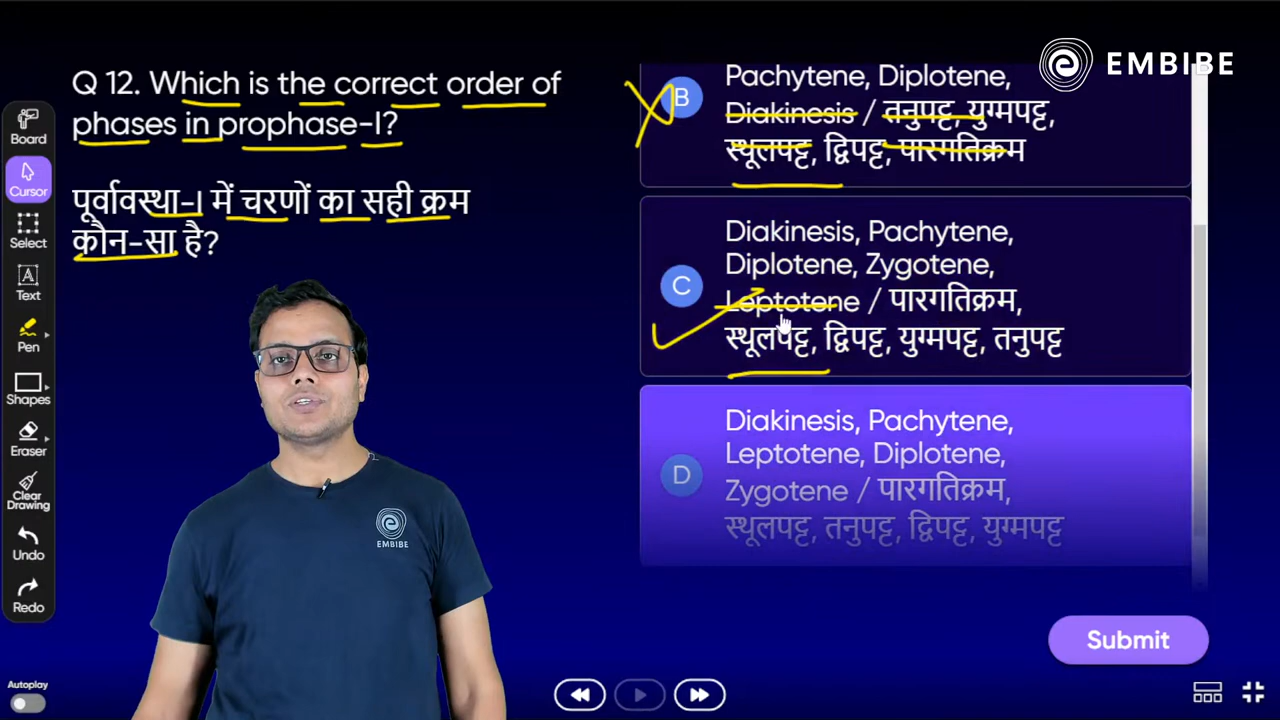 EMBIBE
Q 12. Which is the correct order of
phases in prophase-I?
पूर्वावस्था-I में चरणों का सही क्रम
कौन-सा है?
B
Pachytene, Diplotene,
Diakinesis / तनुपट्ट, युग्मपट्ट,
स्थूलपट्ट, द्विपट्ट, पारगतिक्रम
C
Diakinesis, Pachytene,
Diplotene, Zygotene,
Leptotene / पारगतिक्रम,
स्थूलपट्ट, द्विपट्ट, युग्मपट्ट, तनुपट्ट
D
Diakinesis, Pachytene,
Leptotene, Diplotene,
Zygotene / पारगतिक्रम,
स्थूलपट्ट, तनुपट्ट, द्विपट्ट, युग्मपट्ट
Submit
Board
Cursor
Select
Text
Pen
Shapes
Eraser
Clear
Drawing
Undo
Redo
Autoplay
EMBIBE